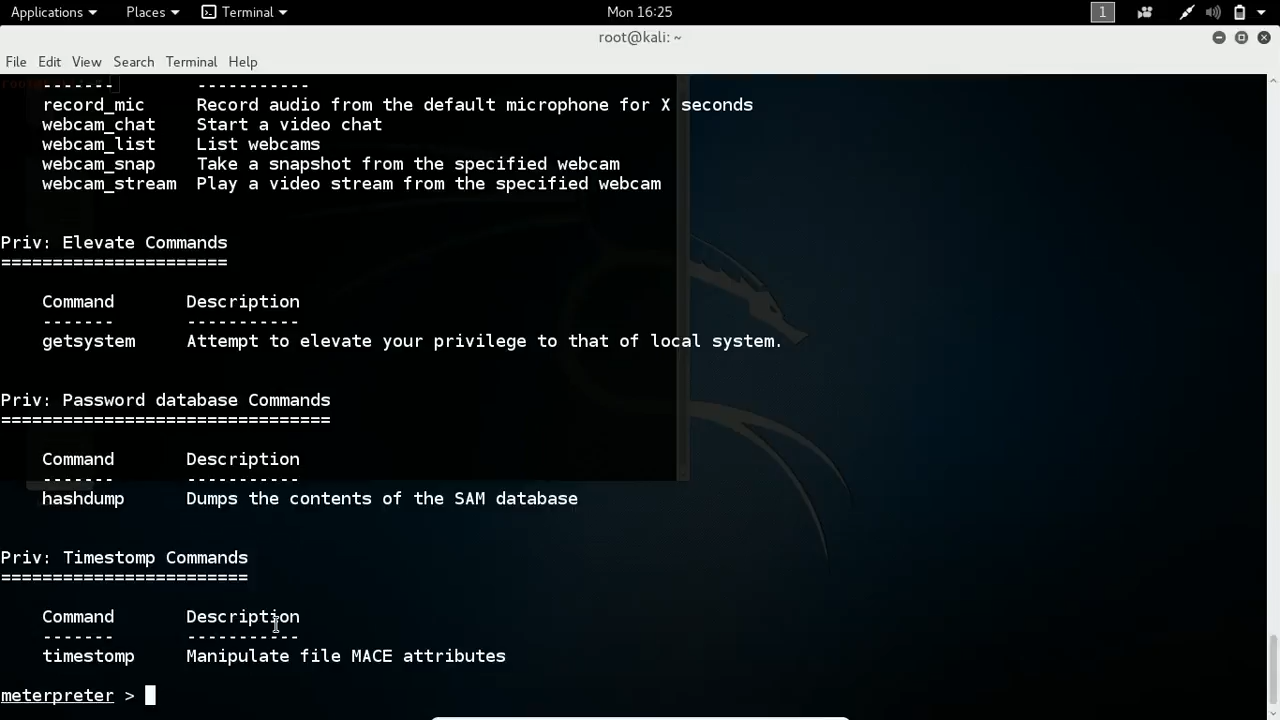 Applications Places Terminal Mon 16:25 1
root@kali: ~
File Edit View Search Terminal Help
------- -----------
record_mic Record audio from the default microphone for X seconds
webcam_chat Start a video chat
webcam_list List webcams
webcam_snap Take a snapshot from the specified webcam
webcam_stream Play a video stream from the specified webcam
Priv: Elevate Commands
======================
Command Description
------- -----------
getsystem Attempt to elevate your privilege to that of local system.
Priv: Password database Commands
================================
Command Description
------- -----------
hashdump Dumps the contents of the SAM database
Priv: Timestomp Commands
========================
Command Description
------- -----------
timestomp Manipulate file MACE attributes
meterpreter >